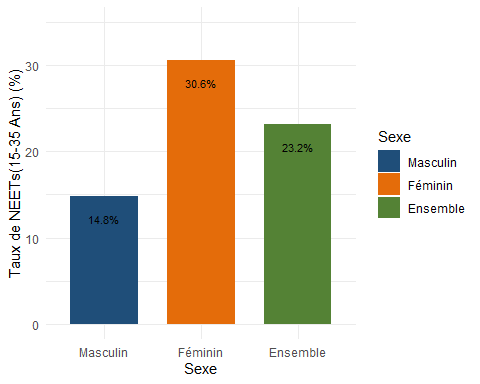 Taux de NEETs(15-35 Ans) (%)
30
20
10
0
14.8%
30.6%
23.2%
Masculin
Féminin
Ensemble
Sexe
Sexe
Masculin
Féminin
Ensemble